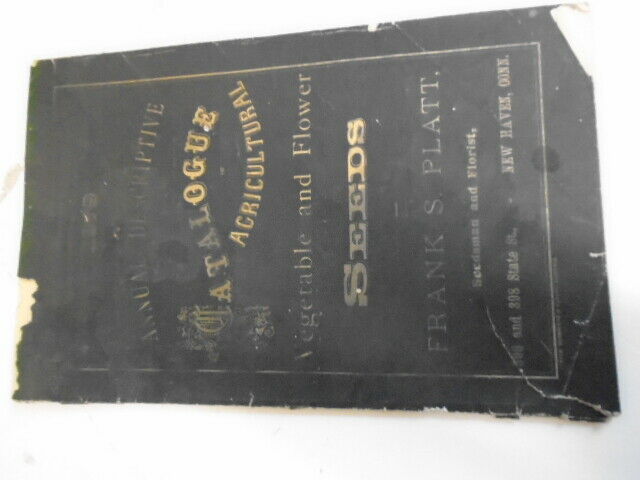 ANNUAL DESCRIPTIVE
CATALOGUE
AGRICULTURAL
Vegetable and Flower
SEEDS
FRANK S. PLATT,
Seedsman and Florist,
and 398 State St., NEW HAVEN, CONN.